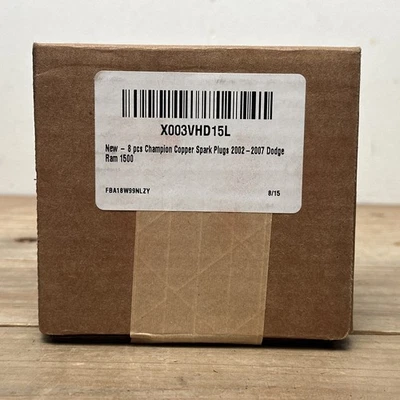 X003VHD15L
New - 8 pcs Champion Copper Spark Plugs 2002-2007 Dodge
Ram 1500
FBA18W99NLZY 8/15